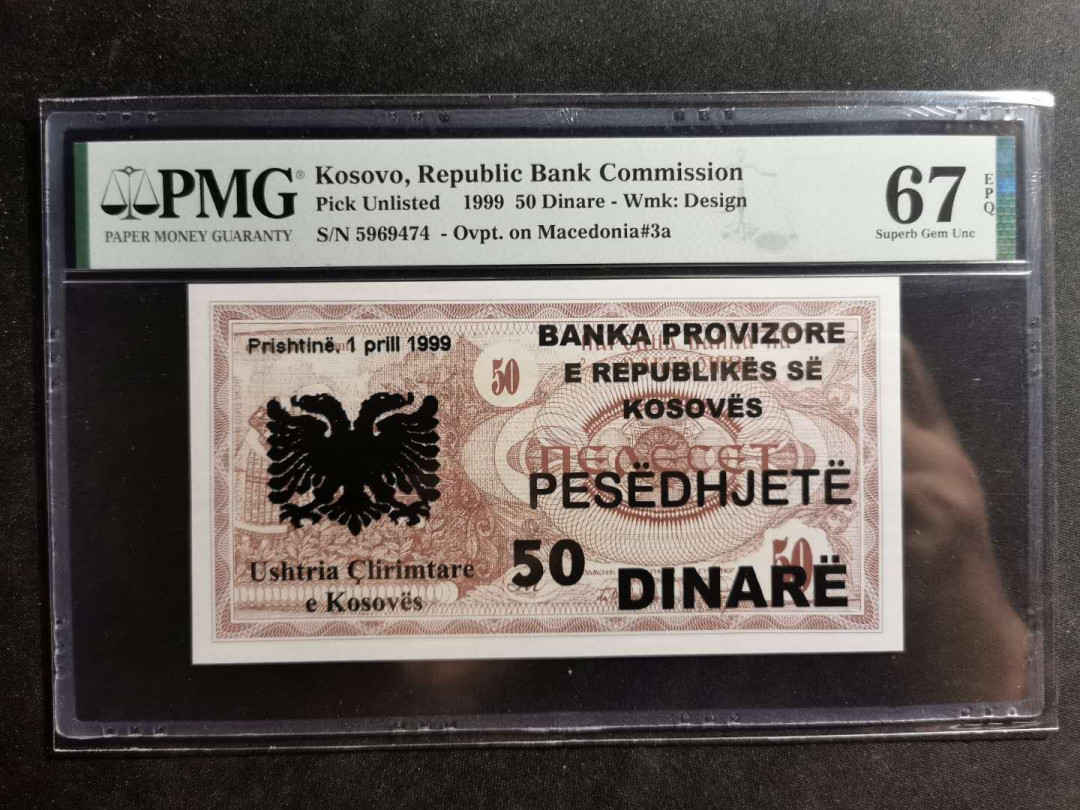 PMG®
PAPER MONEY GUARANTY
Kosovo, Republic Bank Commission
Pick Unlisted 1999 50 Dinare - Wmk: Design
S/N 5969474 - Ovpt. on Macedonia#3a
67
EPQ
Superb Gem Unc
Prishtinë, 1 prill 1999
BANKA PROVIZORE
E REPUBLIKËS SË
KOSOVËS
50
ПЕДЕСЕТ
PESËDHJETË
50
50
DINARË
Ushtria Çlirimtare
e Kosovës